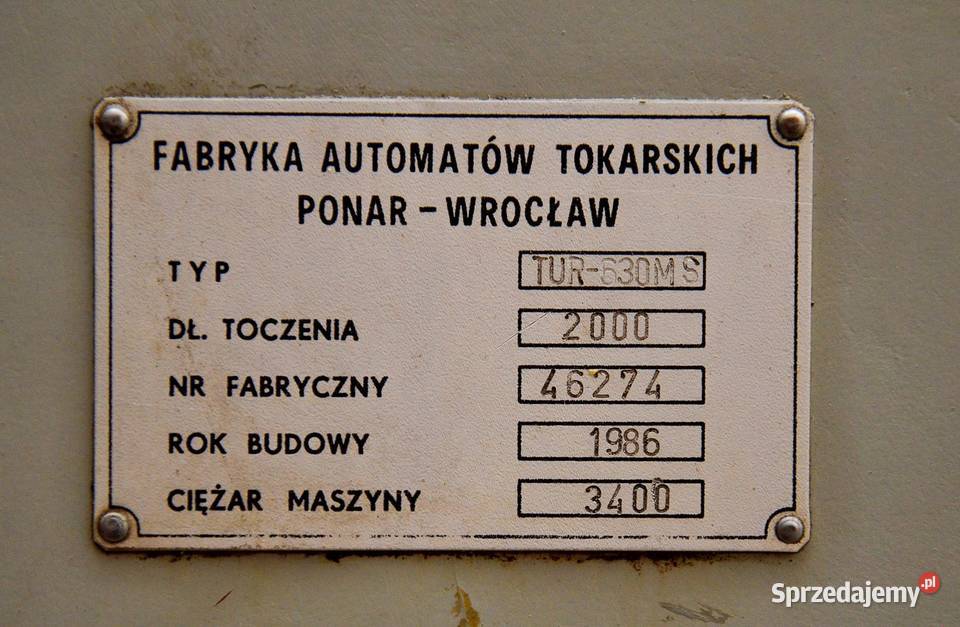 FABRYKA AUTOMATÓW TOKARSKICH
PONAR - WROCŁAW
TYP TUR-630MS
DŁ. TOCZENIA 2000
NR FABRYCZNY 46274
ROK BUDOWY 1986
CIĘŻAR MASZYNY 3400
Sprzedajemy.pl